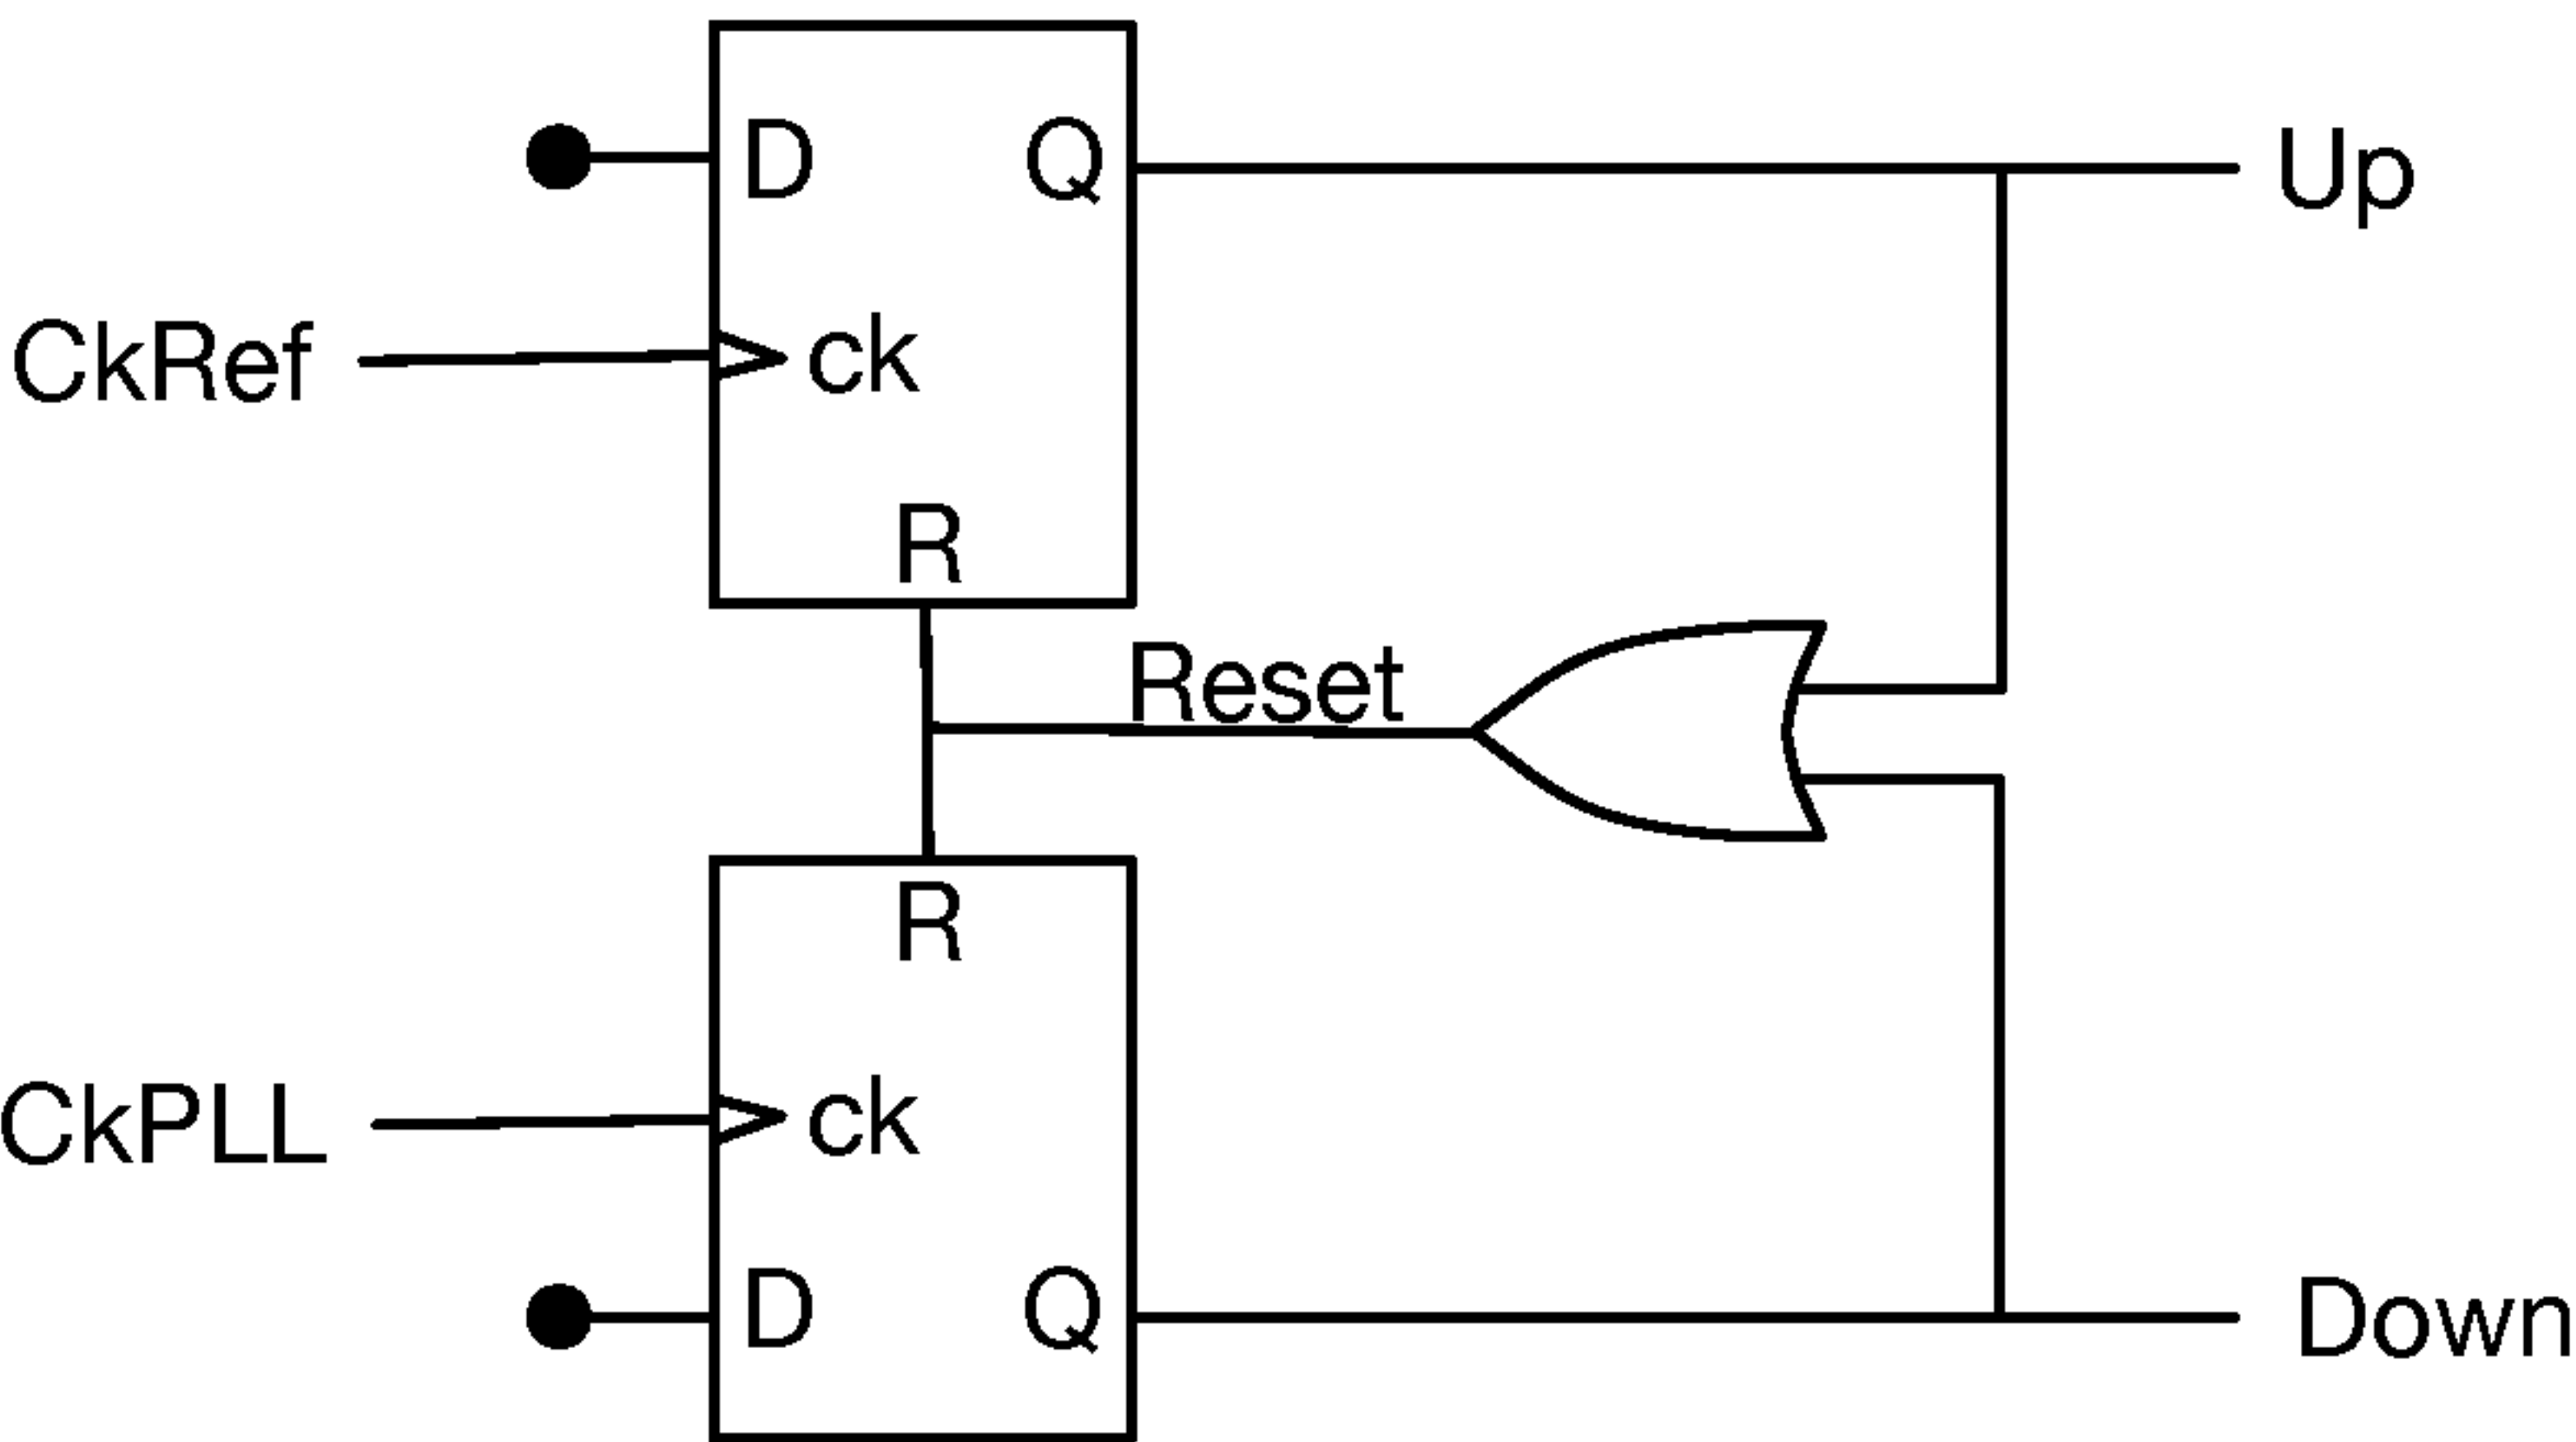 D Q
Up
CkRef ck
R
Reset
R
CkPLL ck
D Q
Down